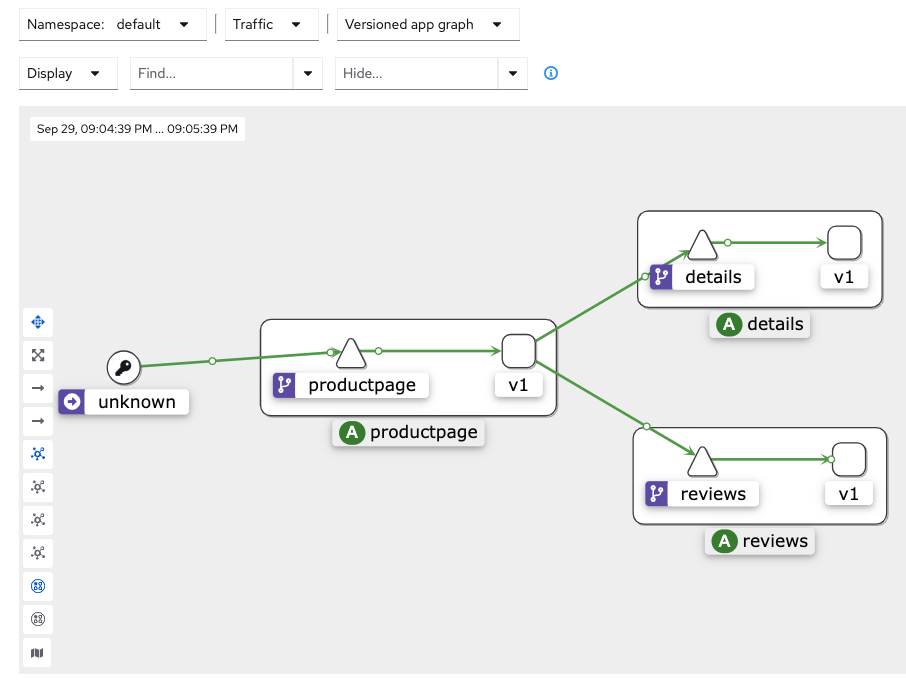 Namespace: default Traffic Versioned app graph
Display Find... Hide...
Sep 29, 09:04:39 PM ... 09:05:39 PM
details v1
A details
unknown
productpage v1
A productpage
reviews v1
A reviews